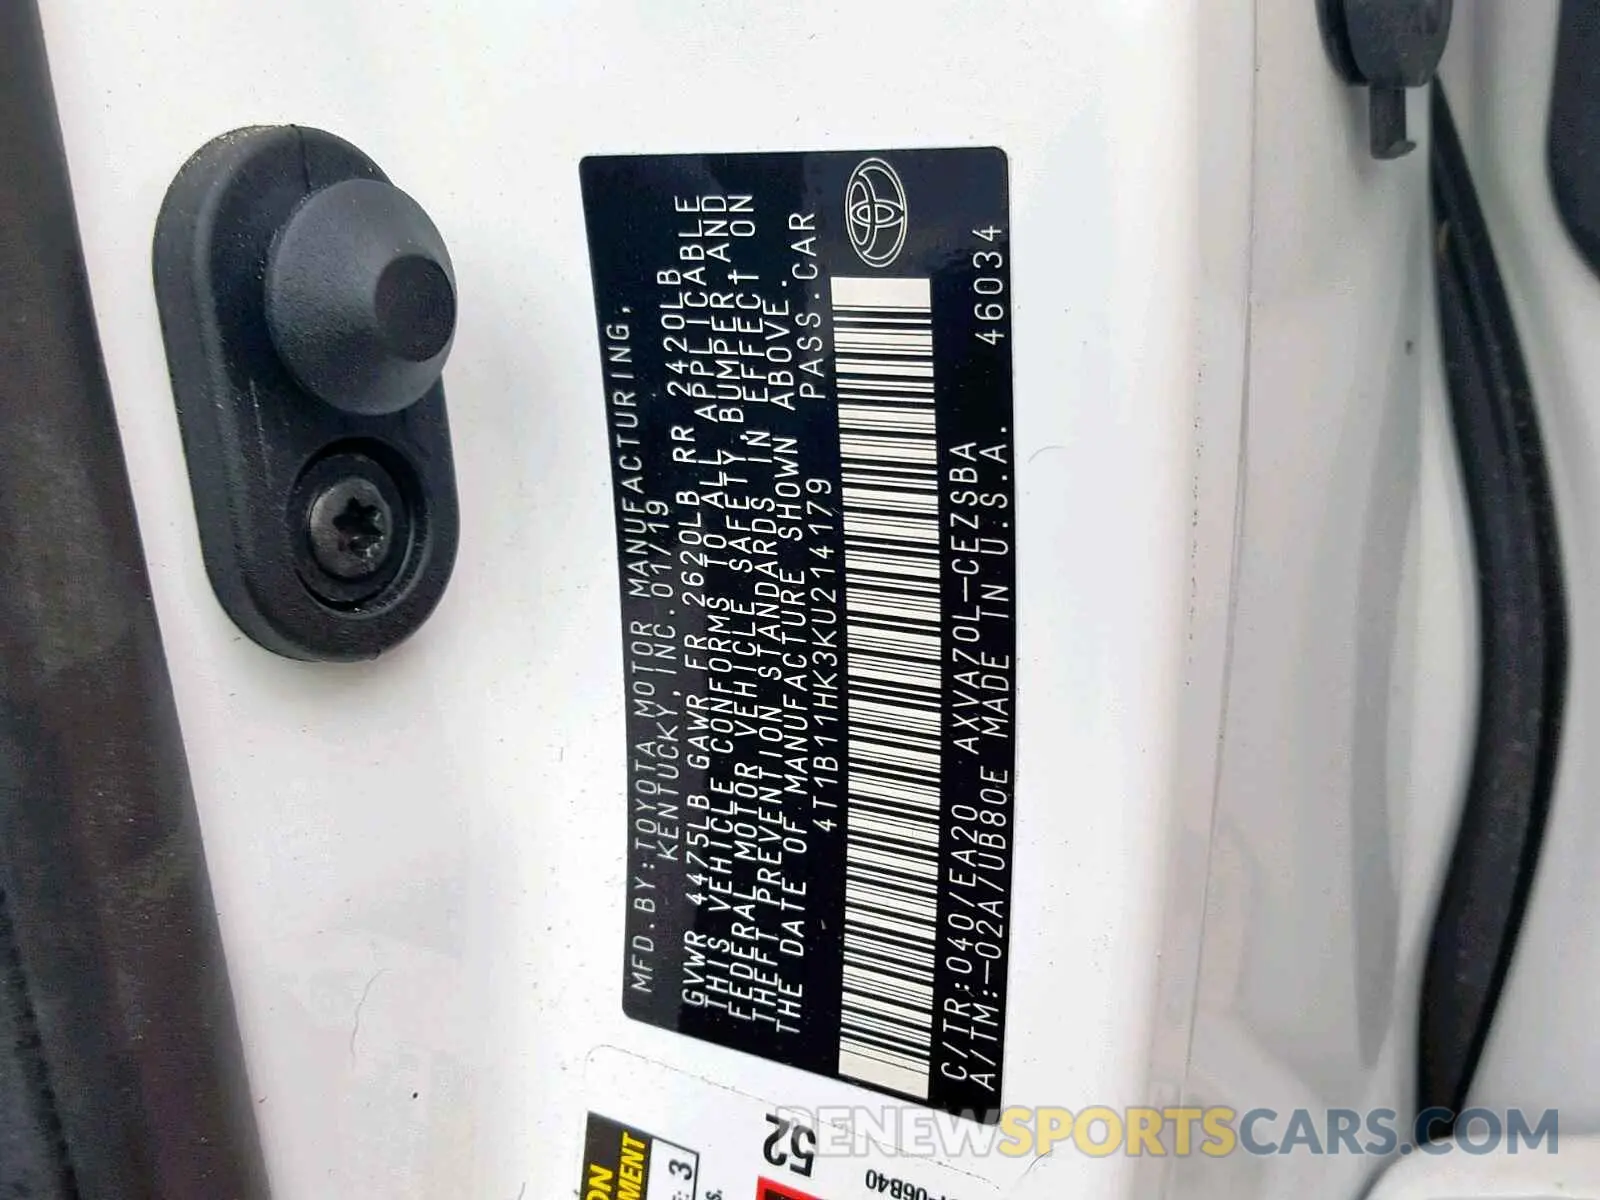 MFD.BY:TOYOTA MOTOR MANUFACTURING,
KENTUCKY,INC.01/19
GVWR 4475LB GAWR FR 2620LB RR 2420LB
THIS VEHICLE CONFORMS TO ALL APPLICABLE
FEDERAL MOTOR VEHICLE SAFETY, BUMPER, AND
THEFT PREVENTION STANDARDS IN EFFECT ON
THE DATE OF MANUFACTURE SHOWN ABOVE.
4T1B11HK3KU214179 PASS.CAR
C/TR:040/EA20 AXVA70L-CEZSBA
A/TM:-02A/UB80E MADE IN U.S.A. 46034
52
06B40
3
RENEWSPORTSCARS.COM